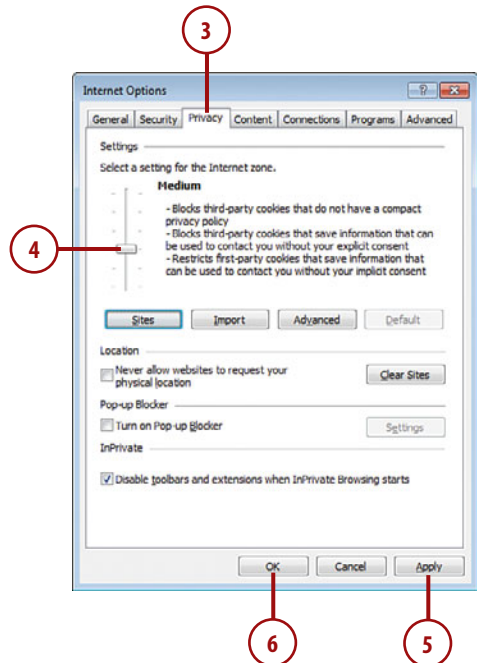 3
Internet Options
General Security Privacy Content Connections Programs Advanced
Settings
Select a setting for the Internet zone.
Medium
- Blocks third-party cookies that do not have a compact
privacy policy
- Blocks third-party cookies that save information that can
be used to contact you without your explicit consent
- Restricts first-party cookies that save information that
can be used to contact you without your implicit consent
4
Sites Import Advanced Default
Location
Never allow websites to request your
physical location
Clear Sites
Pop-up Blocker
Turn on Pop-up Blocker
Settings
InPrivate
Disable toolbars and extensions when InPrivate Browsing starts
OK Cancel Apply
6 5